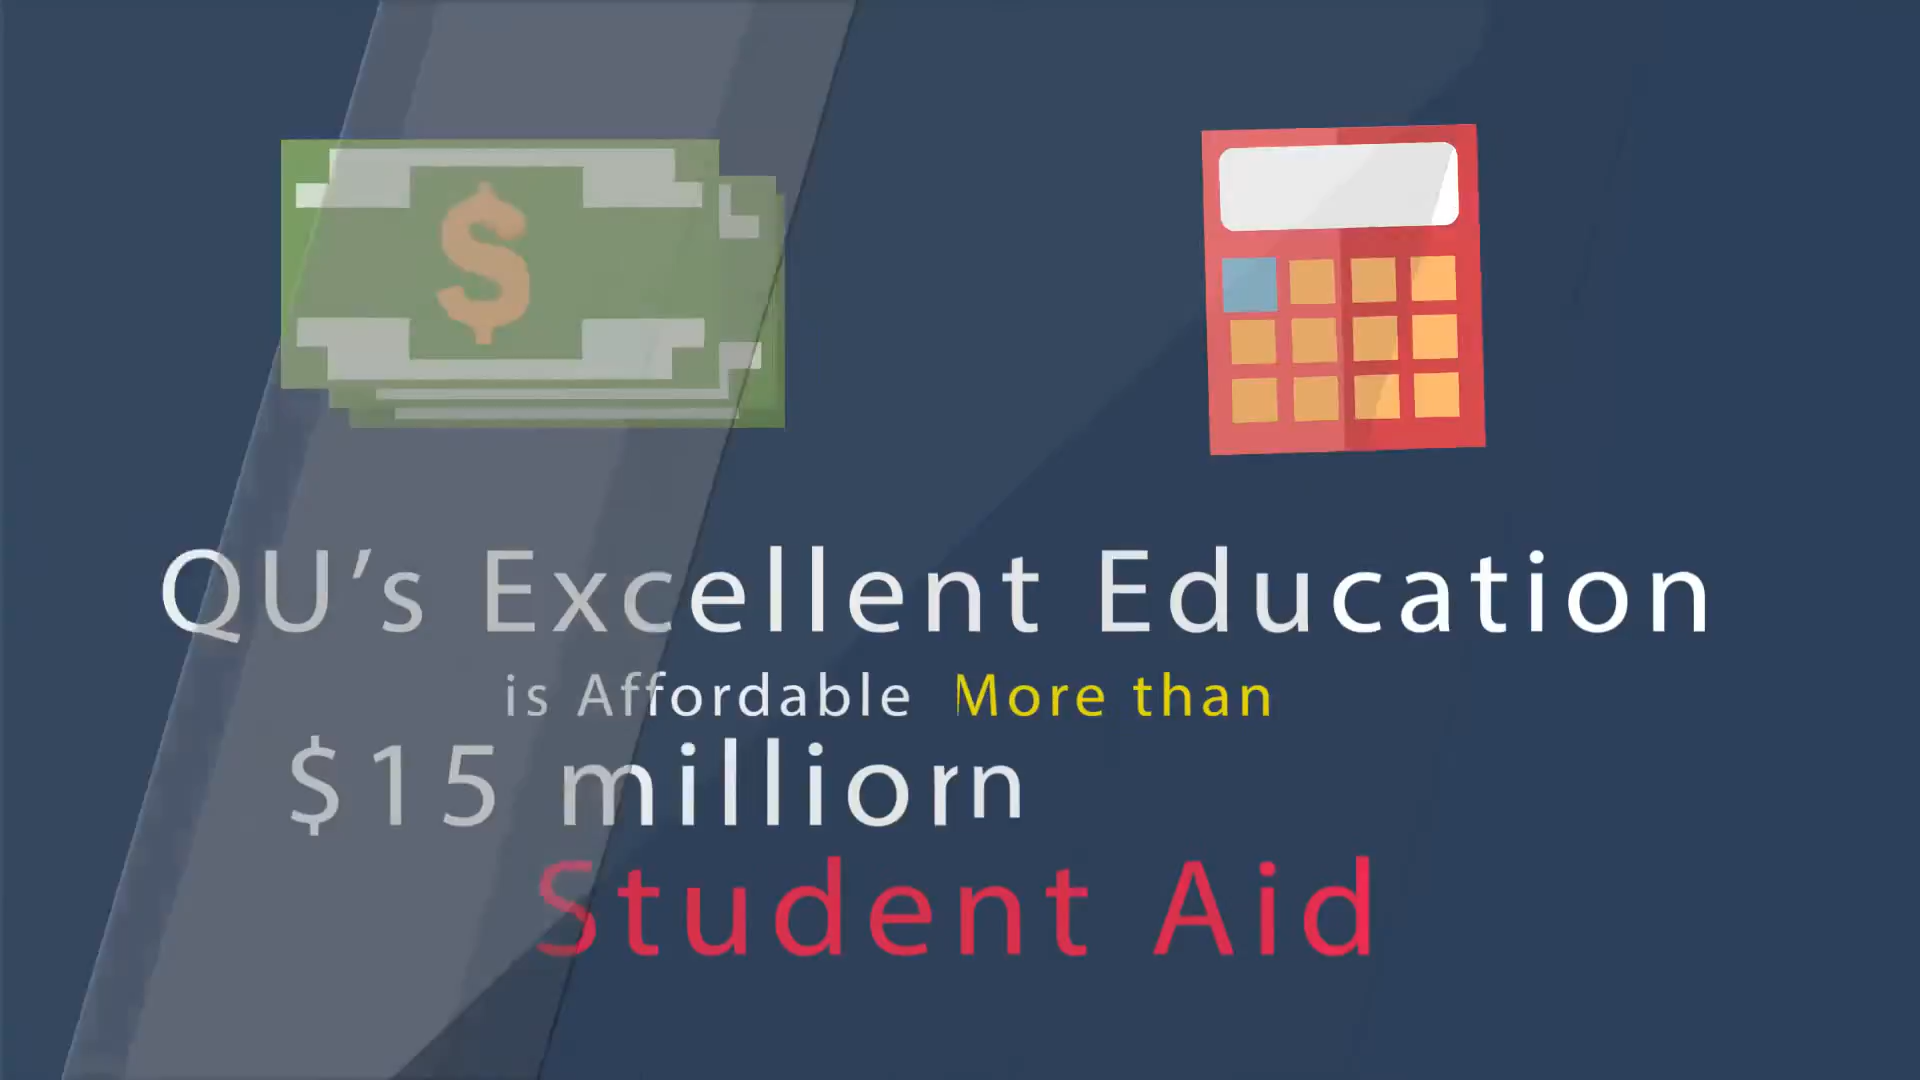 QU's Excellent Education
is Affordable More than
$15 milliorn
Student Aid